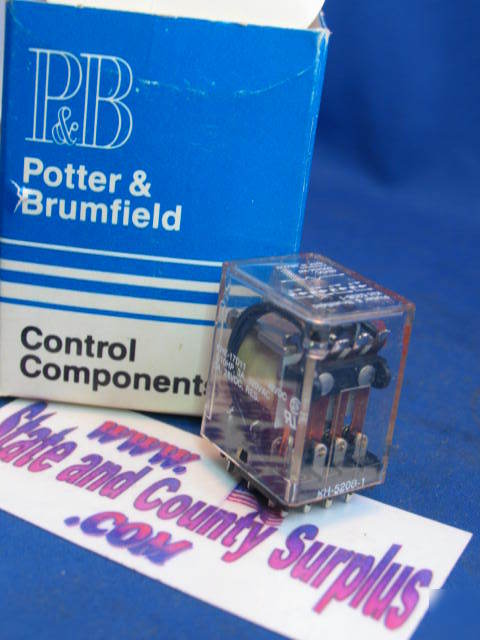 P&B
Potter &
Brumfield
Control
Components
KH-5208-1
www.
State and County Surplus
.COM